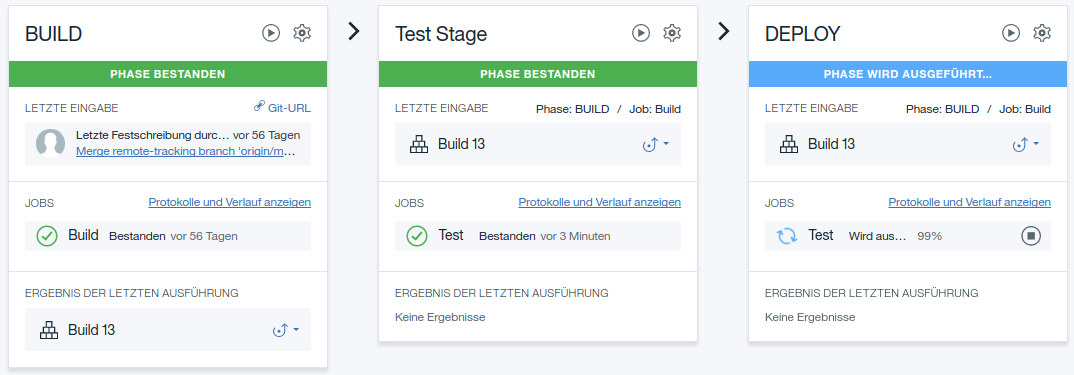 BUILD
PHASE BESTANDEN
LETZTE EINGABE
Git-URL
Letzte Festschreibung durc... vor 56 Tagen
Merge remote-tracking branch 'origin/m...
JOBS
Protokolle und Verlauf anzeigen
Build Bestanden vor 56 Tagen
ERGEBNIS DER LETZTEN AUSFÜHRUNG
Build 13
Test Stage
PHASE BESTANDEN
LETZTE EINGABE
Phase: BUILD / Job: Build
Build 13
JOBS
Protokolle und Verlauf anzeigen
Test Bestanden vor 3 Minuten
ERGEBNIS DER LETZTEN AUSFÜHRUNG
Keine Ergebnisse
DEPLOY
PHASE WIRD AUSGEFÜHRT...
LETZTE EINGABE
Phase: BUILD / Job: Build
Build 13
JOBS
Protokolle und Verlauf anzeigen
Test Wird aus... 99%
ERGEBNIS DER LETZTEN AUSFÜHRUNG
Keine Ergebnisse